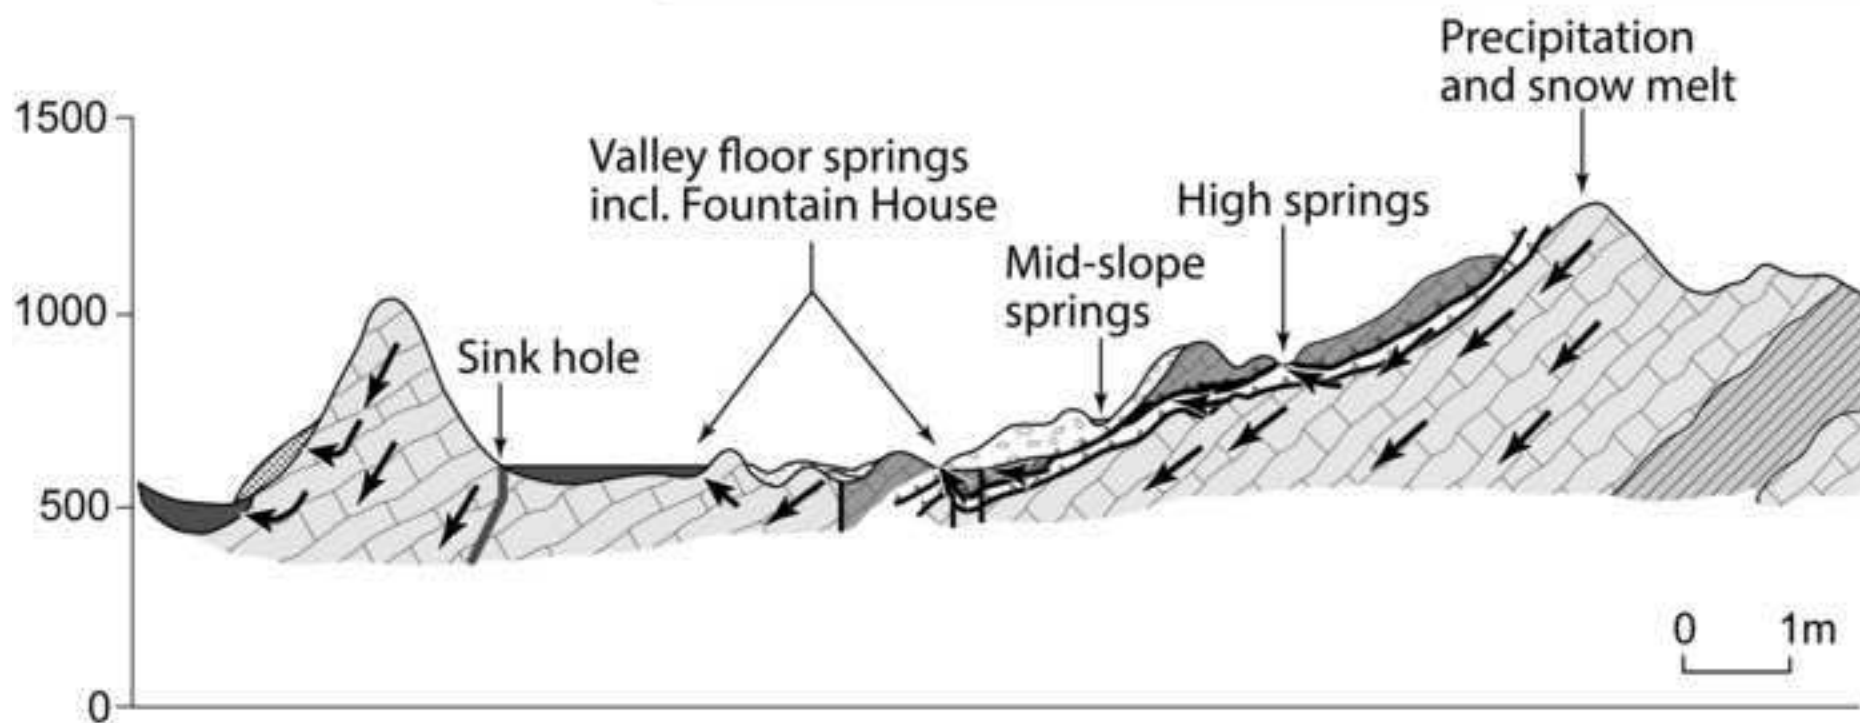 Precipitation
and snow melt
1500
Valley floor springs
incl. Fountain House
High springs
Mid-slope
springs
1000
Sink hole
500
0 1m
0